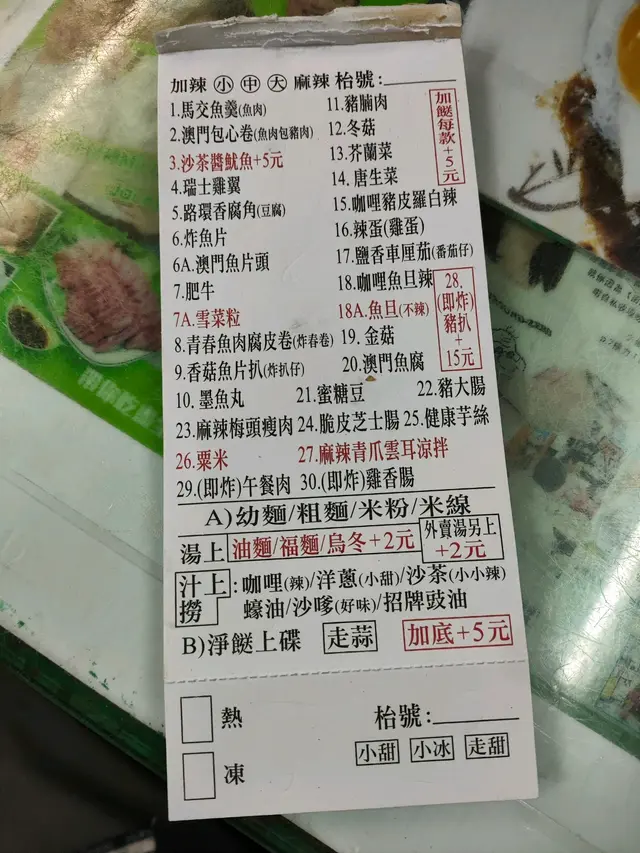 加辣 小 中 大 麻辣 枱號:
1.馬交魚羹(魚肉)
11.豬腩肉
2.澳門包心卷(魚肉包豬肉)
12.冬菇
3.沙茶醬魷魚+5元
13.芥蘭菜
4.瑞士雞翼
14.唐生菜
5.路環香腐角(豆腐)
15.咖哩豬皮羅白辣
6.炸魚片
16.辣蛋(雞蛋)
6A.澳門魚片頭
17.鹽香車厘茄(番茄仔)
7.肥牛
18.咖哩魚旦辣
7A.雪菜粒
18A.魚旦(不辣)
8.青春魚肉腐皮卷(炸春卷)
19.金菇
9.香菇魚片扒(炸扒仔)
20.澳門魚腐
加餸每款+5元
28.(即炸)豬扒+15元
10.墨魚丸
21.蜜糖豆
22.豬大腸
23.麻辣梅頭瘦肉
24.脆皮芝士腸
25.健康芋絲
26.粟米
27.麻辣青爪雲耳涼拌
29.(即炸)午餐肉
30.(即炸)雞香腸
A)幼麵/粗麵/米粉/米線
湯上 油麵/福麵/烏冬+2元
外賣湯另上+2元
汁上撈:咖哩(辣)/洋蔥(小甜)/沙茶(小小辣)
蠔油/沙嗲(好味)/招牌豉油
B)淨餸上碟 走蒜 加底+5元
熱
枱號:
凍
小甜 小冰 走甜